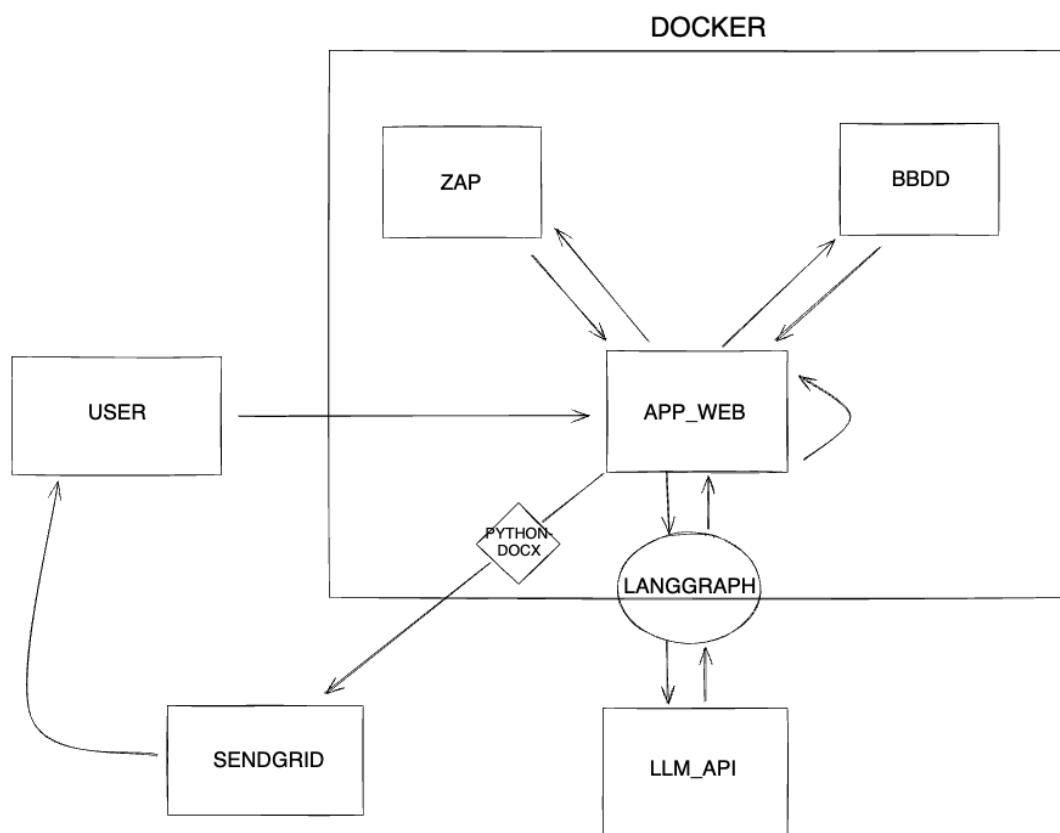 DOCKER
ZAP
BBDD
USER
APP_WEB
PYTHON-
DOCX
LANGGRAPH
SENDGRID
LLM_API